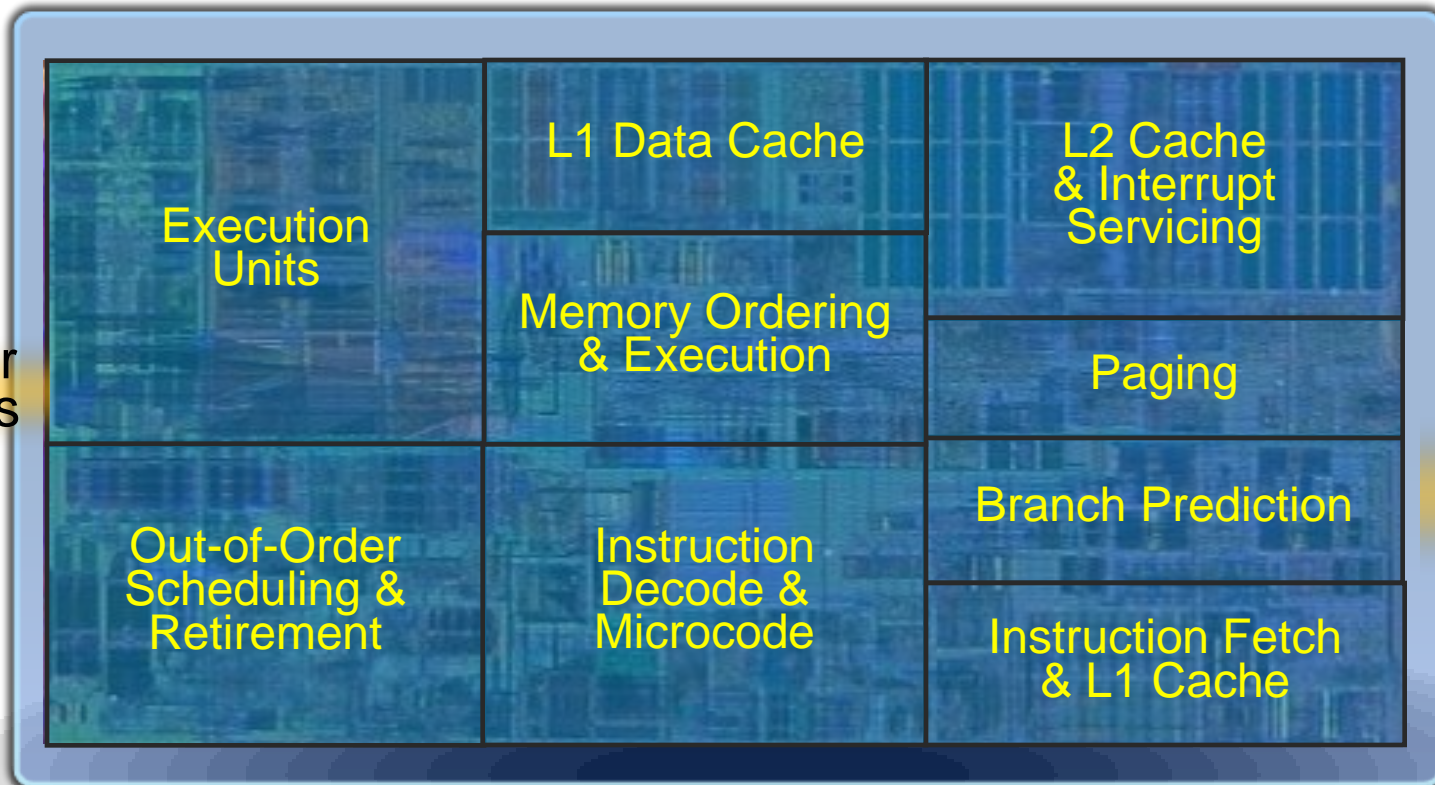 Execution
Units
L1 Data Cache
L2 Cache
& Interrupt
Servicing
Memory Ordering
& Execution
Paging
Out-of-Order
Scheduling &
Retirement
Instruction
Decode &
Microcode
Branch Prediction
Instruction Fetch
& L1 Cache